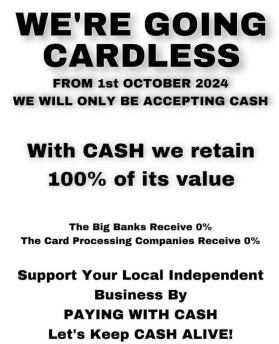 WE'RE GOING
CARDLESS
FROM 1st OCTOBER 2024
WE WILL ONLY BE ACCEPTING CASH
With CASH we retain
100% of its value
The Big Banks Receive 0%
The Card Processing Companies Receive 0%
Support Your Local Independent
Business By
PAYING WITH CASH
Let's Keep CASH ALIVE!